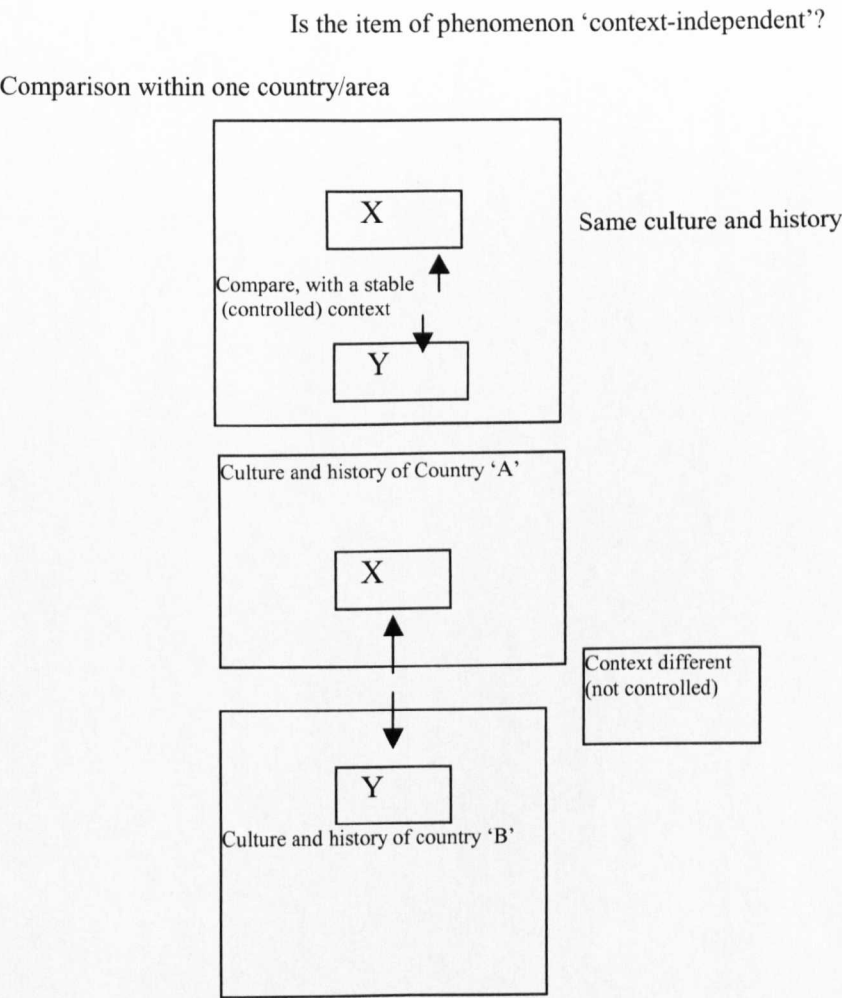 Is the item of phenomenon ‘context-independent’?
Comparison within one country/area
X
Same culture and history
Compare, with a stable
(controlled) context
Y
Culture and history of Country ‘A’
X
Context different
(not controlled)
Y
Culture and history of country ‘B’